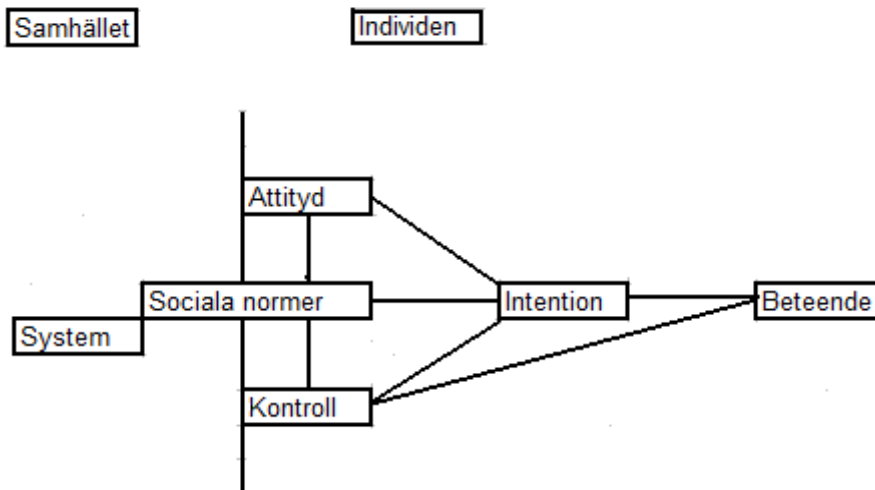 Samhället
Individen
Attityd
Sociala normer
Intention
Beteende
System
Kontroll